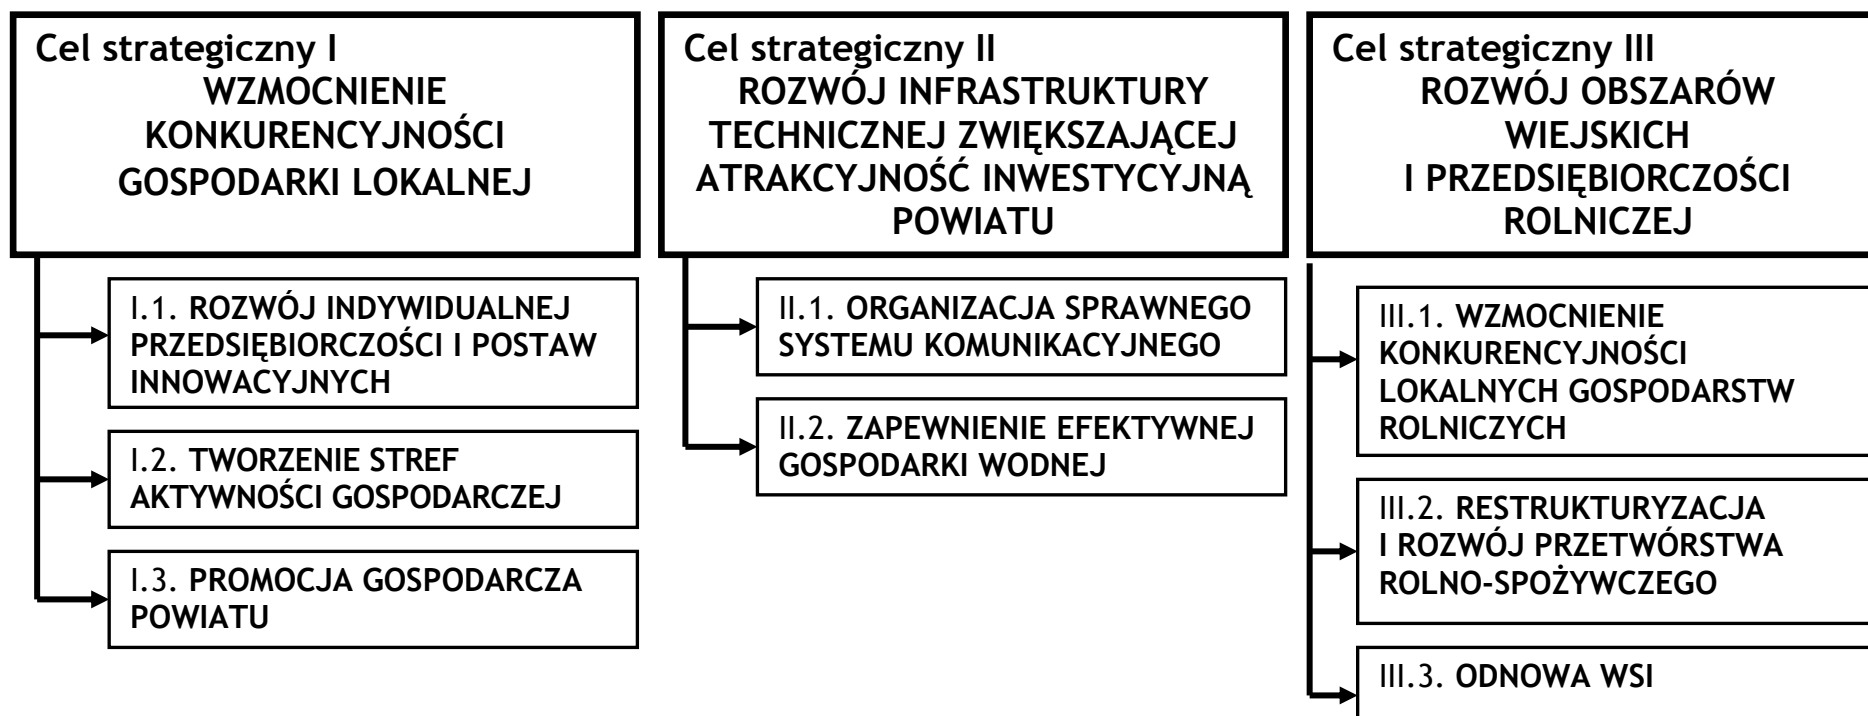 Cel strategiczny I
WZMOCNIENIE
KONKURENCYJNOŚCI
GOSPODARKI LOKALNEJ
I.1. ROZWÓJ INDYWIDUALNEJ
PRZEDSIĘBIORCZOŚCI I POSTAW
INNOWACYJNYCH
I.2. TWORZENIE STREF
AKTYWNOŚCI GOSPODARCZEJ
I.3. PROMOCJA GOSPODARCZA
POWIATU
Cel strategiczny II
ROZWÓJ INFRASTRUKTURY
TECHNICZNEJ ZWIĘKSZAJĄCEJ
ATRAKCYJNOŚĆ INWESTYCYJNĄ
POWIATU
II.1. ORGANIZACJA SPRAWNEGO
SYSTEMU KOMUNIKACYJNEGO
II.2. ZAPEWNIENIE EFEKTYWNEJ
GOSPODARKI WODNEJ
Cel strategiczny III
ROZWÓJ OBSZARÓW
WIEJSKICH
I PRZEDSIĘBIORCZOŚCI
ROLNICZEJ
III.1. WZMOCNIENIE
KONKURENCYJNOŚCI
LOKALNYCH GOSPODARSTW
ROLNICZYCH
III.2. RESTRUKTURYZACJA
I ROZWÓJ PRZETWÓRSTWA
ROLNO-SPOŻYWCZEGO
III.3. ODNOWA WSI